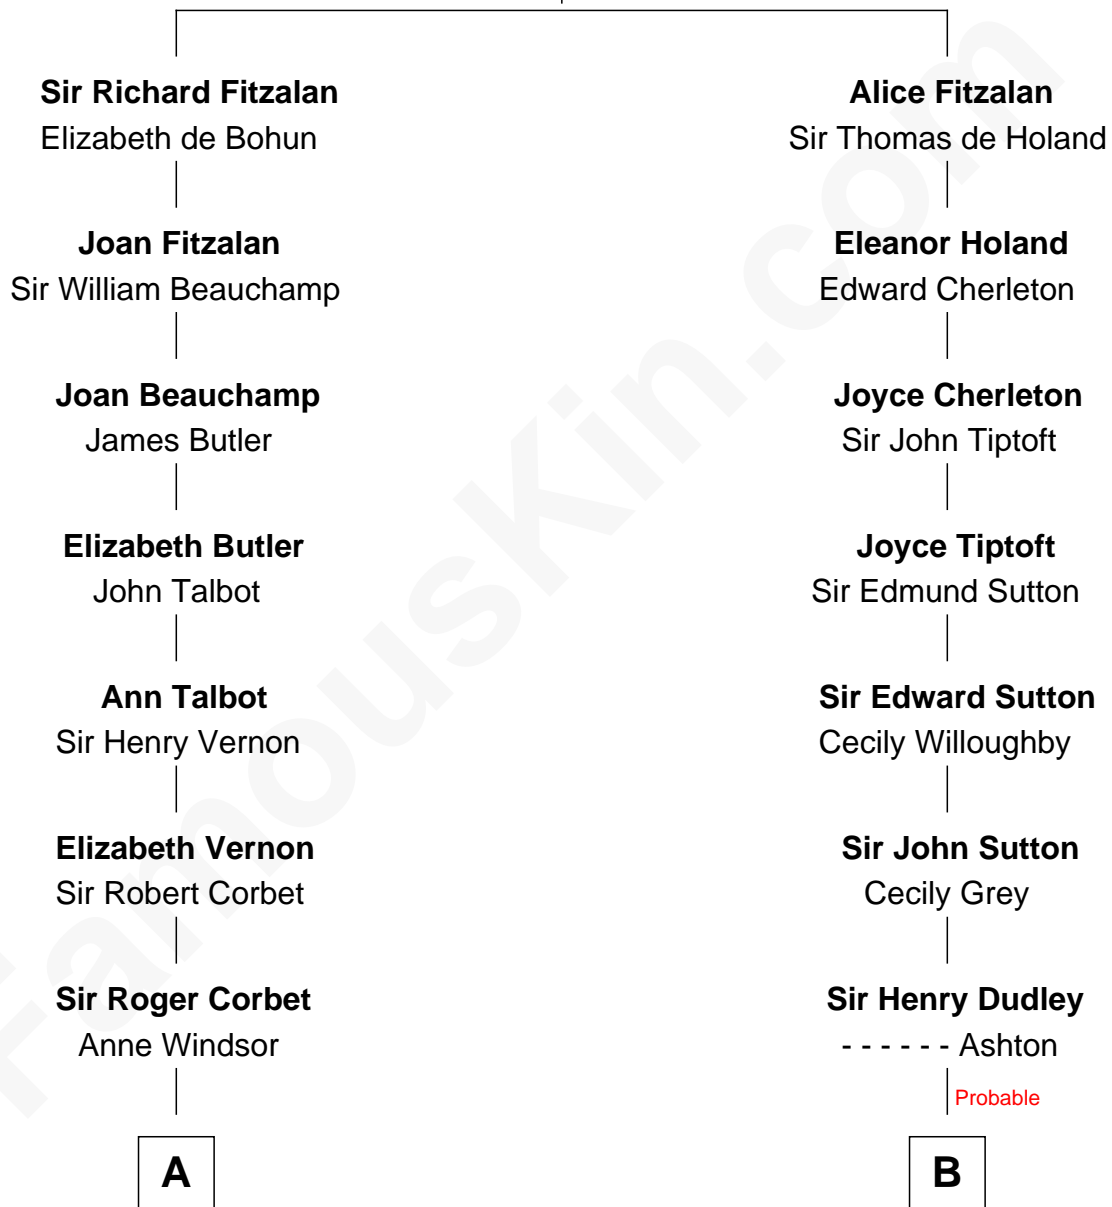 Sir Richard Fitzalan
Elizabeth de Bohun
Joan Fitzalan
Sir William Beauchamp
Joan Beauchamp
James Butler
Elizabeth Butler
John Talbot
Ann Talbot
Sir Henry Vernon
Elizabeth Vernon
Sir Robert Corbet
Sir Roger Corbet
Anne Windsor
A
Alice Fitzalan
Sir Thomas de Holand
Eleanor Holand
Edward Cherleton
Joyce Cherleton
Sir John Tiptoft
Joyce Tiptoft
Sir Edmund Sutton
Sir Edward Sutton
Cecily Willoughby
Sir John Sutton
Cecily Grey
Sir Henry Dudley
- - - - - - Ashton
Probable
B
FamousKin.com